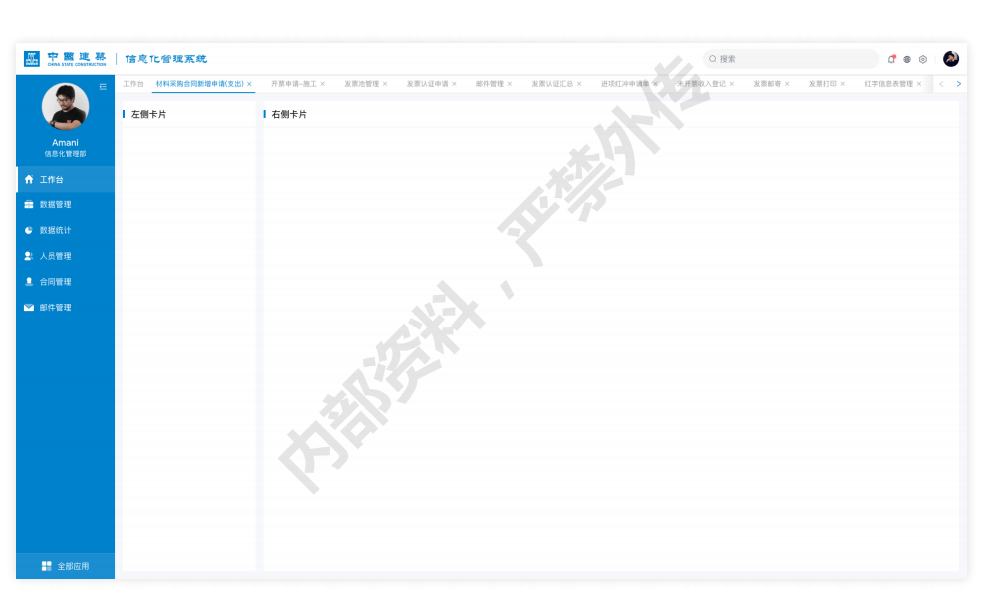 中國建築
CHINA STATE CONSTRUCTION
信息化管理系统
搜索
Amani
信息化管理部
工作台
数据管理
数据统计
人员管理
合同管理
邮件管理
全部应用
工作台 材料采购合同新增申请(支出) × 开票申请–施工 × 发票池管理 × 发票认证申请 × 邮件管理 × 发票认证汇总 × 进项红冲申请单 × 未开票收入登记 × 发票邮寄 × 发票打印 × 红字信息表管理 ×
左侧卡片
右侧卡片
内部资料，严禁外传